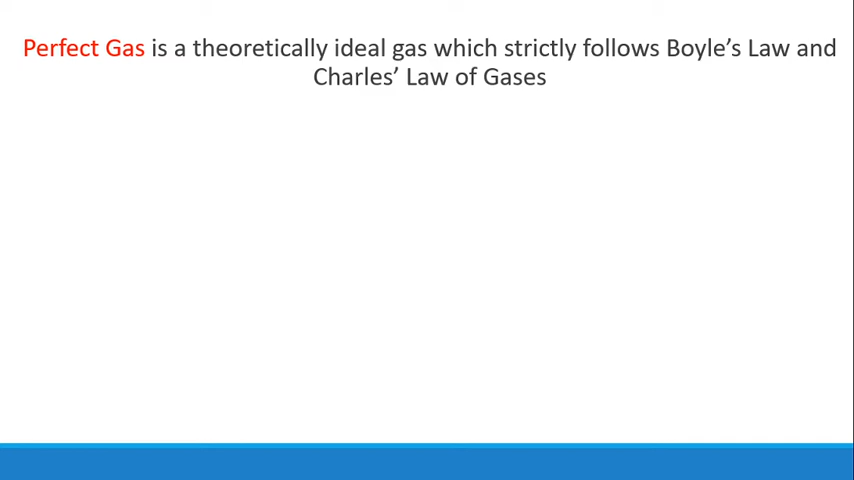 Perfect Gas is a theoretically ideal gas which strictly follows Boyle’s Law and
Charles’ Law of Gases